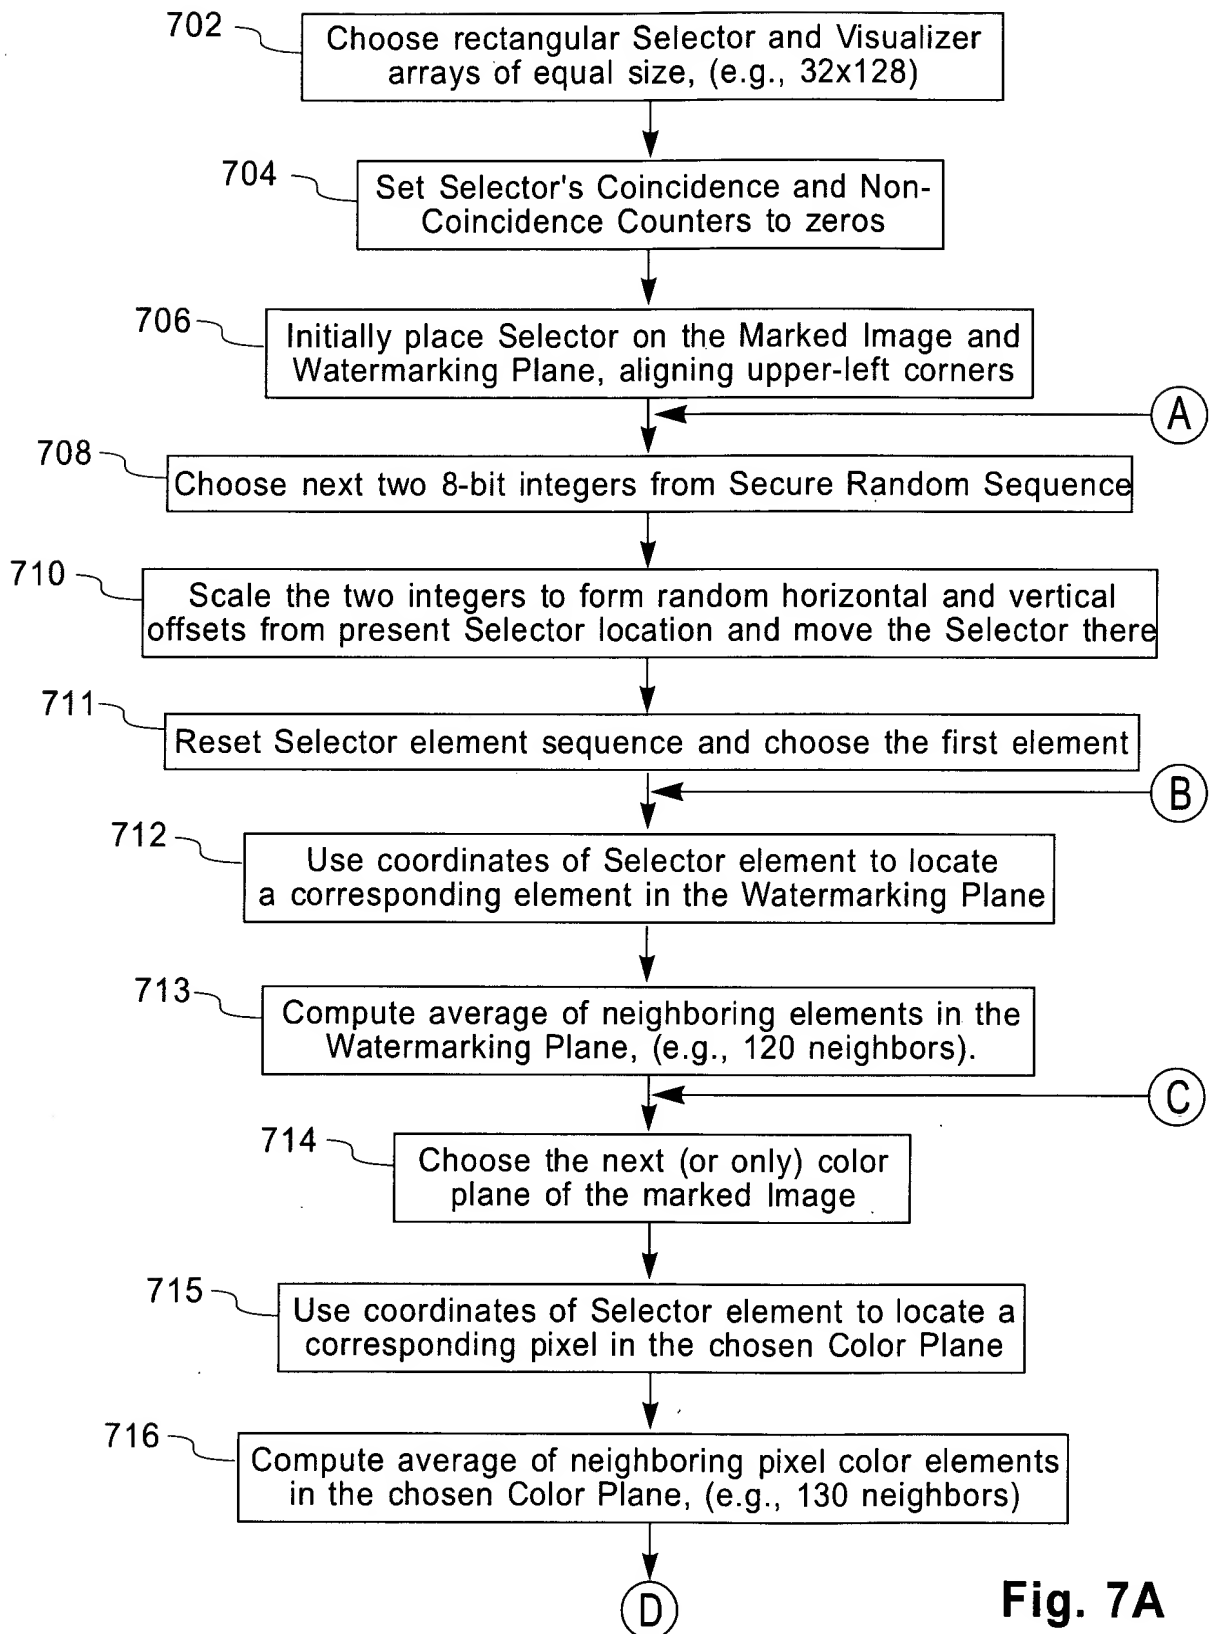 702
Choose rectangular Selector and Visualizer
arrays of equal size, (e.g., 32x128)
704
Set Selector's Coincidence and Non-
Coincidence Counters to zeros
706
Initially place Selector on the Marked Image and
Watermarking Plane, aligning upper-left corners
A
708
Choose next two 8-bit integers from Secure Random Sequence
710
Scale the two integers to form random horizontal and vertical
offsets from present Selector location and move the Selector there
711
Reset Selector element sequence and choose the first element
B
712
Use coordinates of Selector element to locate
a corresponding element in the Watermarking Plane
713
Compute average of neighboring elements in the
Watermarking Plane, (e.g., 120 neighbors).
C
714
Choose the next (or only) color
plane of the marked Image
715
Use coordinates of Selector element to locate a
corresponding pixel in the chosen Color Plane
716
Compute average of neighboring pixel color elements
in the chosen Color Plane, (e.g., 130 neighbors)
D
Fig. 7A